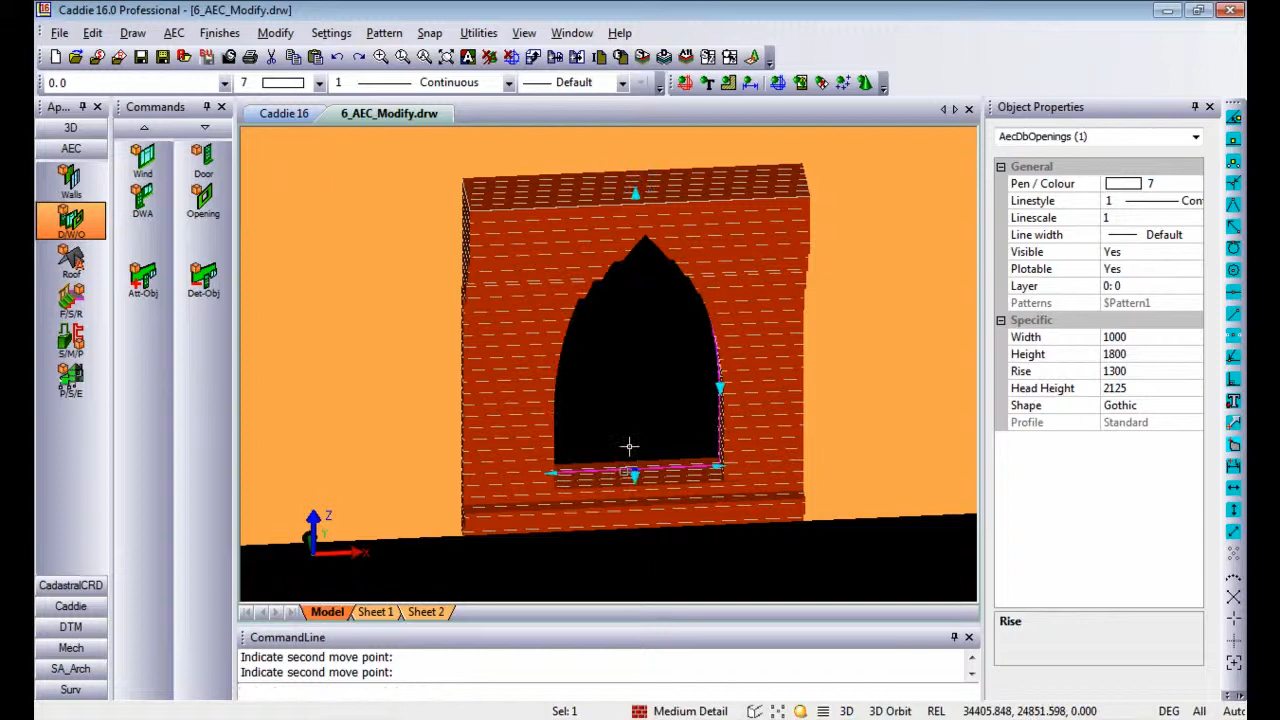 Caddie 16.0 Professional - [6_AEC_Modify.drw]
File Edit Draw AEC Finishes Modify Settings Pattern Snap Utilities View Window Help
0.0 7 1 Continuous Default
Ap... Commands
Caddie 16 6_AEC_Modify.drw
Object Properties
3D
AEC
Walls
D/W/O
Roof
F/S/R
S/M/P
P/S/E
CadastralCRD
Caddie
DTM
Mech
SA_Arch
Surv
Wind Door
DWA Opening
Att-Obj Det-Obj
Z
Y
X
AecDbOpenings (1)
General
Pen / Colour 7
Linestyle 1 Con
Linescale 1
Line width Default
Visible Yes
Plotable Yes
Layer 0: 0
Patterns $Pattern1
Specific
Width 1000
Height 1800
Rise 1300
Head Height 2125
Shape Gothic
Profile Standard
Rise
Model Sheet 1 Sheet 2
CommandLine
Indicate second move point:
Indicate second move point:
Sel: 1 Medium Detail 3D 3D Orbit REL 34405.848, 24851.598, 0.000 DEG All Auto